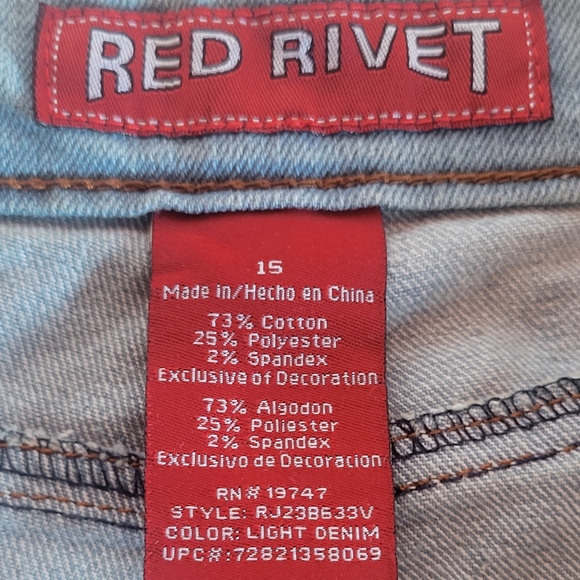 RED RIVET
15
Made in/Hecho en China
73% Cotton
25% Polyester
2% Spandex
Exclusive of Decoration
73% Algodon
25% Poliester
2% Spandex
Exclusivo de Decoration
RN# 19747
STYLE: RJ23B633V
COLOR: LIGHT DENIM
UPC#:72821358069